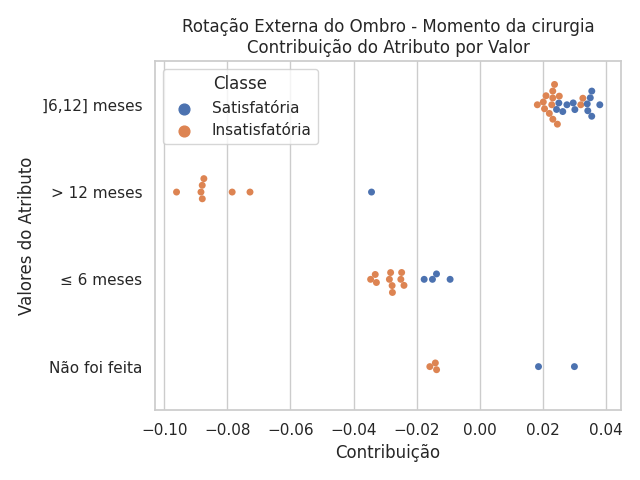 Rotação Externa do Ombro - Momento da cirurgia
Contribuição do Atributo por Valor
Classe
Satisfatória
Insatisfatória
Valores do Atributo
]6,12] meses
> 12 meses
≤ 6 meses
Não foi feita
−0.10 −0.08 −0.06 −0.04 −0.02 0.00 0.02 0.04
Contribuição